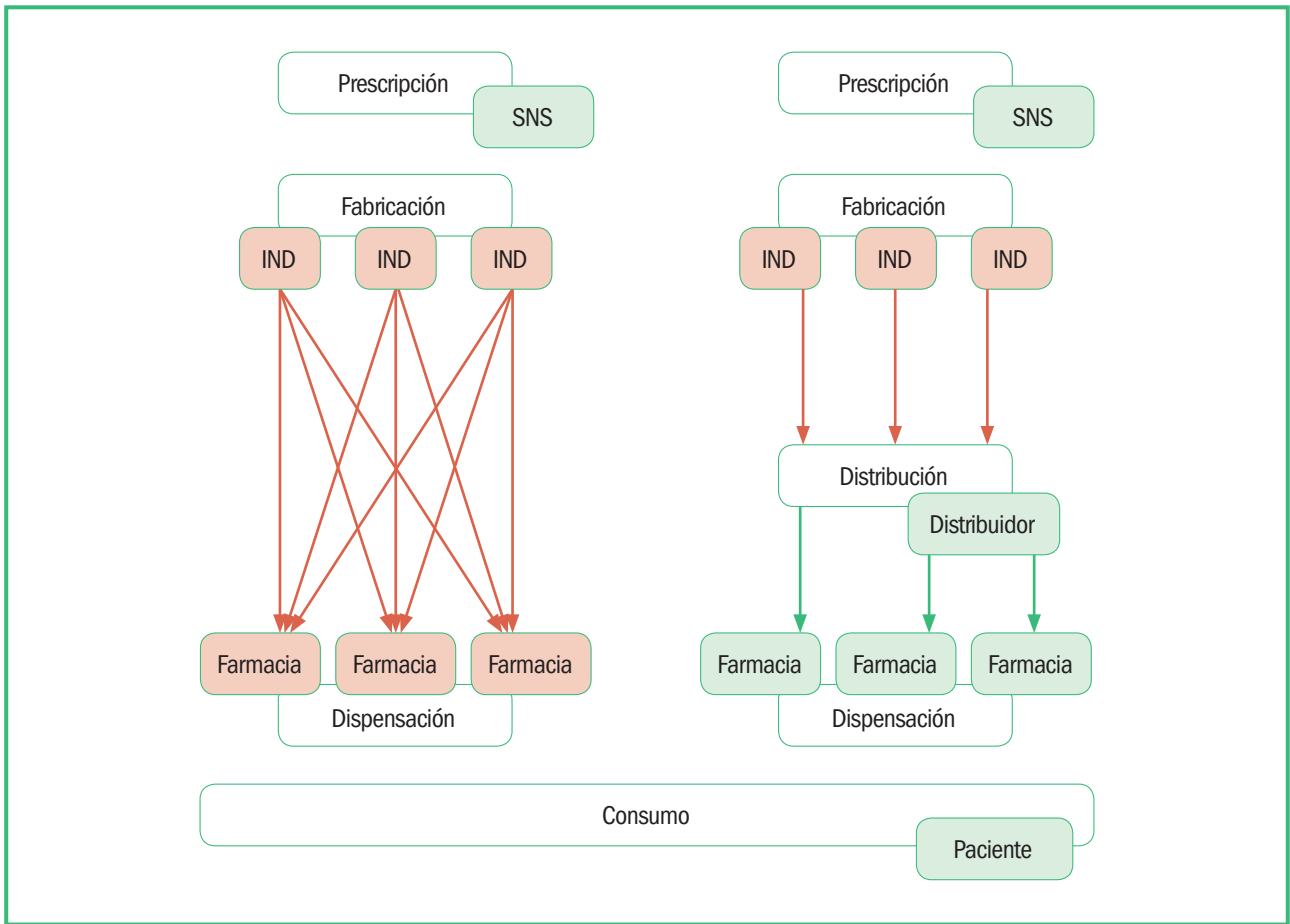 Prescripción
SNS
Fabricación
IND
IND
IND
Farmacia
Farmacia
Farmacia
Dispensación
Prescripción
SNS
Fabricación
IND
IND
IND
Distribución
Distribuidor
Farmacia
Farmacia
Farmacia
Dispensación
Consumo
Paciente